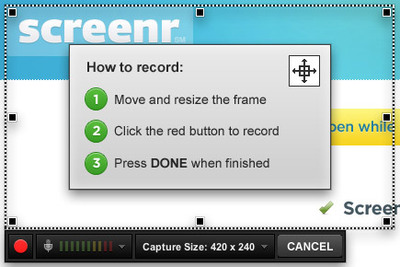 screenr SM
How to record:
1 Move and resize the frame
2 Click the red button to record
3 Press DONE when finished
pen while
Screen
Capture Size: 420 x 240
CANCEL